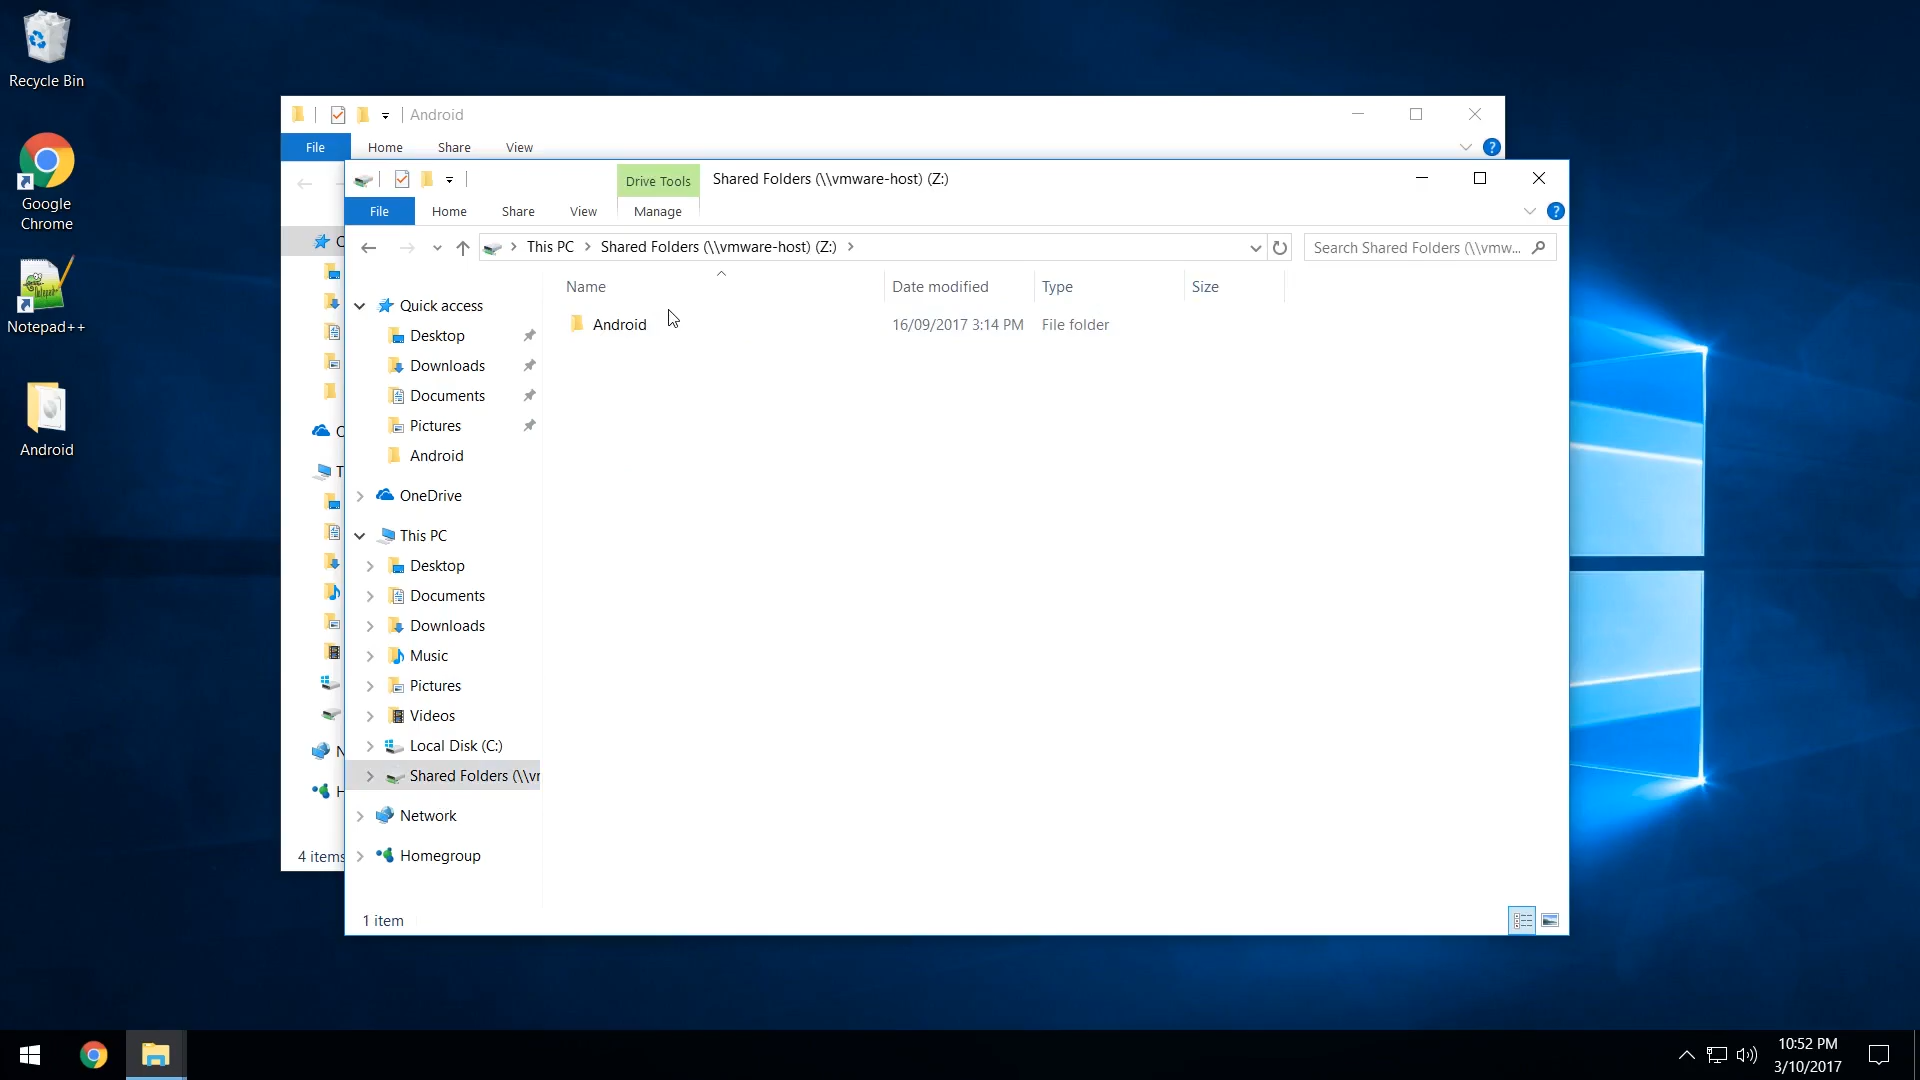 Recycle Bin
Google
Chrome
Notepad++
Android
Android
File
Home
Share
View
4 items
Drive Tools
Shared Folders (\\vmware-host) (Z:)
File
Home
Share
View
Manage
This PC
Shared Folders (\\vmware-host) (Z:)
Search Shared Folders (\\vmw...
Name
Date modified
Type
Size
Android
16/09/2017 3:14 PM
File folder
Quick access
Desktop
Downloads
Documents
Pictures
Android
OneDrive
This PC
Desktop
Documents
Downloads
Music
Pictures
Videos
Local Disk (C:)
Shared Folders (\\vr
Network
Homegroup
1 item
10:52 PM
3/10/2017